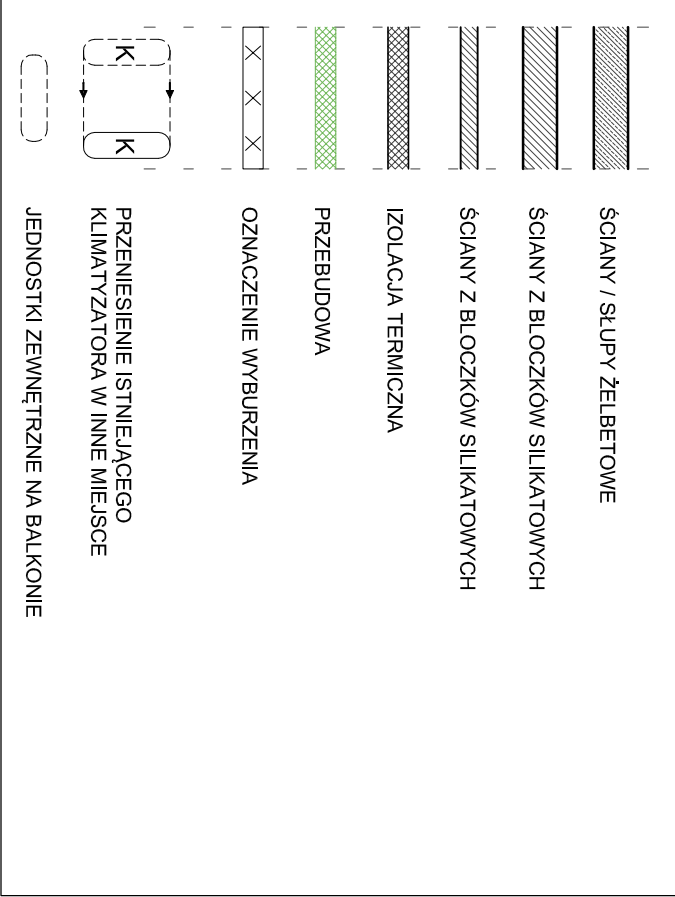 ŚCIANY / SŁUPY ŻELBETOWE
ŚCIANY Z BLOCZKÓW SILIKATOWYCH
ŚCIANY Z BLOCZKÓW SILIKATOWYCH
IZOLACJA TERMICZNA
PRZEBUDOWA
OZNACZENIE WYBURZENIA
K
K
PRZENIESIENIE ISTNIEJĄCEGO
KLIMATYZATORA W INNE MIEJSCE
JEDNOSTKI ZEWNĘTRZNE NA BALKONIE